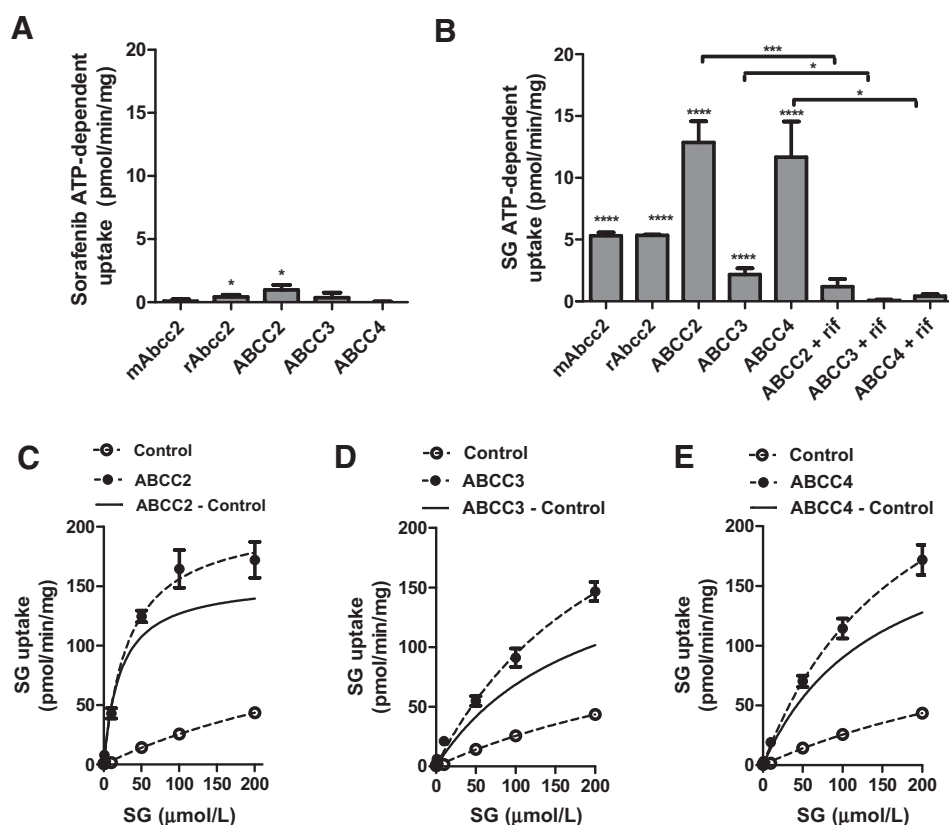 A
Sorafenib ATP-dependent
uptake (pmol/min/mg)
20
15
10
5
0
*
*
mAbcc2
rAbcc2
ABCC2
ABCC3
ABCC4
B
SG ATP-dependent
uptake (pmol/min/mg)
20
15
10
5
0
***
*
*
****
****
****
****
****
mAbcc2
rAbcc2
ABCC2
ABCC3
ABCC4
ABCC2 + rif
ABCC3 + rif
ABCC4 + rif
C
Control
ABCC2
ABCC2 - Control
SG uptake
(pmol/min/mg)
200
150
100
50
0
0 50 100 150 200
SG (μmol/L)
D
Control
ABCC3
ABCC3 - Control
SG uptake
(pmol/min/mg)
200
150
100
50
0
0 50 100 150 200
SG (μmol/L)
E
Control
ABCC4
ABCC4 - Control
SG uptake
(pmol/min/mg)
200
150
100
50
0
0 50 100 150 200
SG (μmol/L)